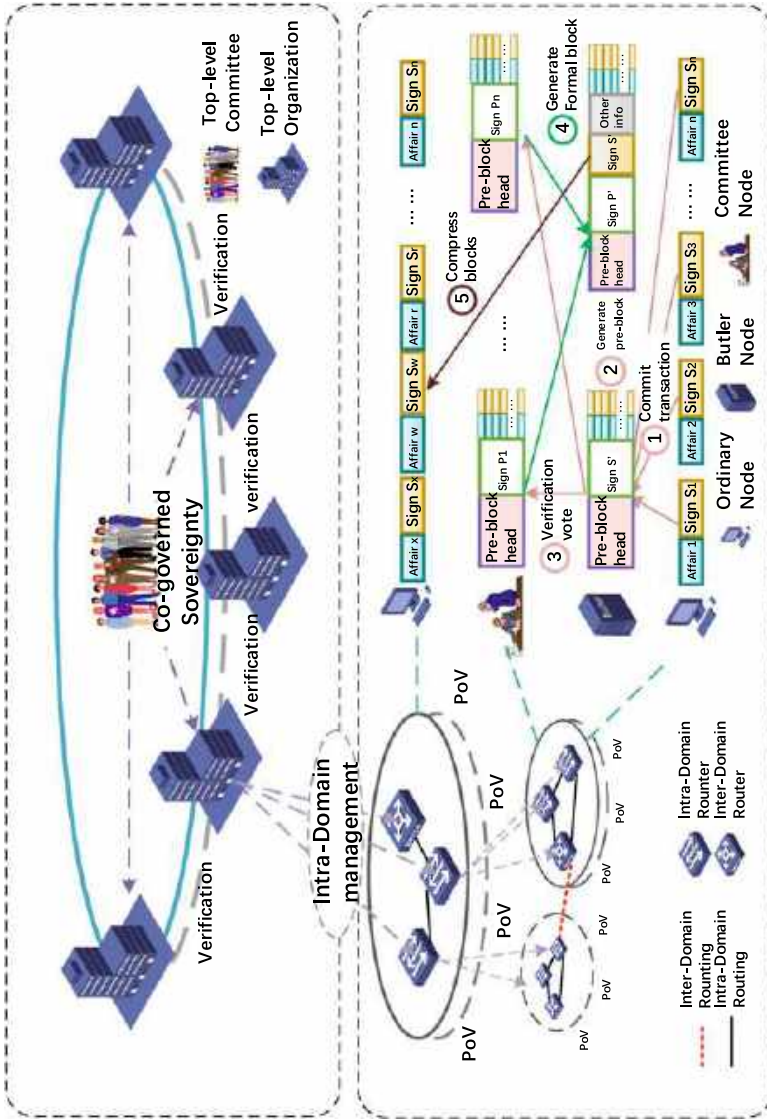 Top-level
Committee
Top-level
Organization
Co-governed
Sovereignty
Verification
Verification
verification
Verification
Intra-Domain
management
PoV
PoV
PoV
PoV
PoV
PoV
PoV
PoV
PoV
PoV
Inter-Domain
Rounting
Intra-Domain
Routing
Intra-Domain
Rounter
Inter-Domain
Router
Affair x
Sign Sx
Affair w
Sign Sw
Affair r
Sign Sr
... ...
Affair n
Sign Sn
Pre-block
head
Sign P1
... ...
... ...
Pre-block
head
Sign Pn
... ...
5
Compress
blocks
4
Generate
Formal block
3
Verification
vote
Pre-block
head
Sign S'
... ...
2
Generate
pre-block
Pre-block
head
Sign P'
Sign S'
Other
info
... ...
1
Commit
transaction
Affair 1
Sign S1
Affair 2
Sign S2
Affair 3
Sign S3
... ...
Affair n
Sign Sn
Ordinary
Node
Butler
Node
Committee
Node